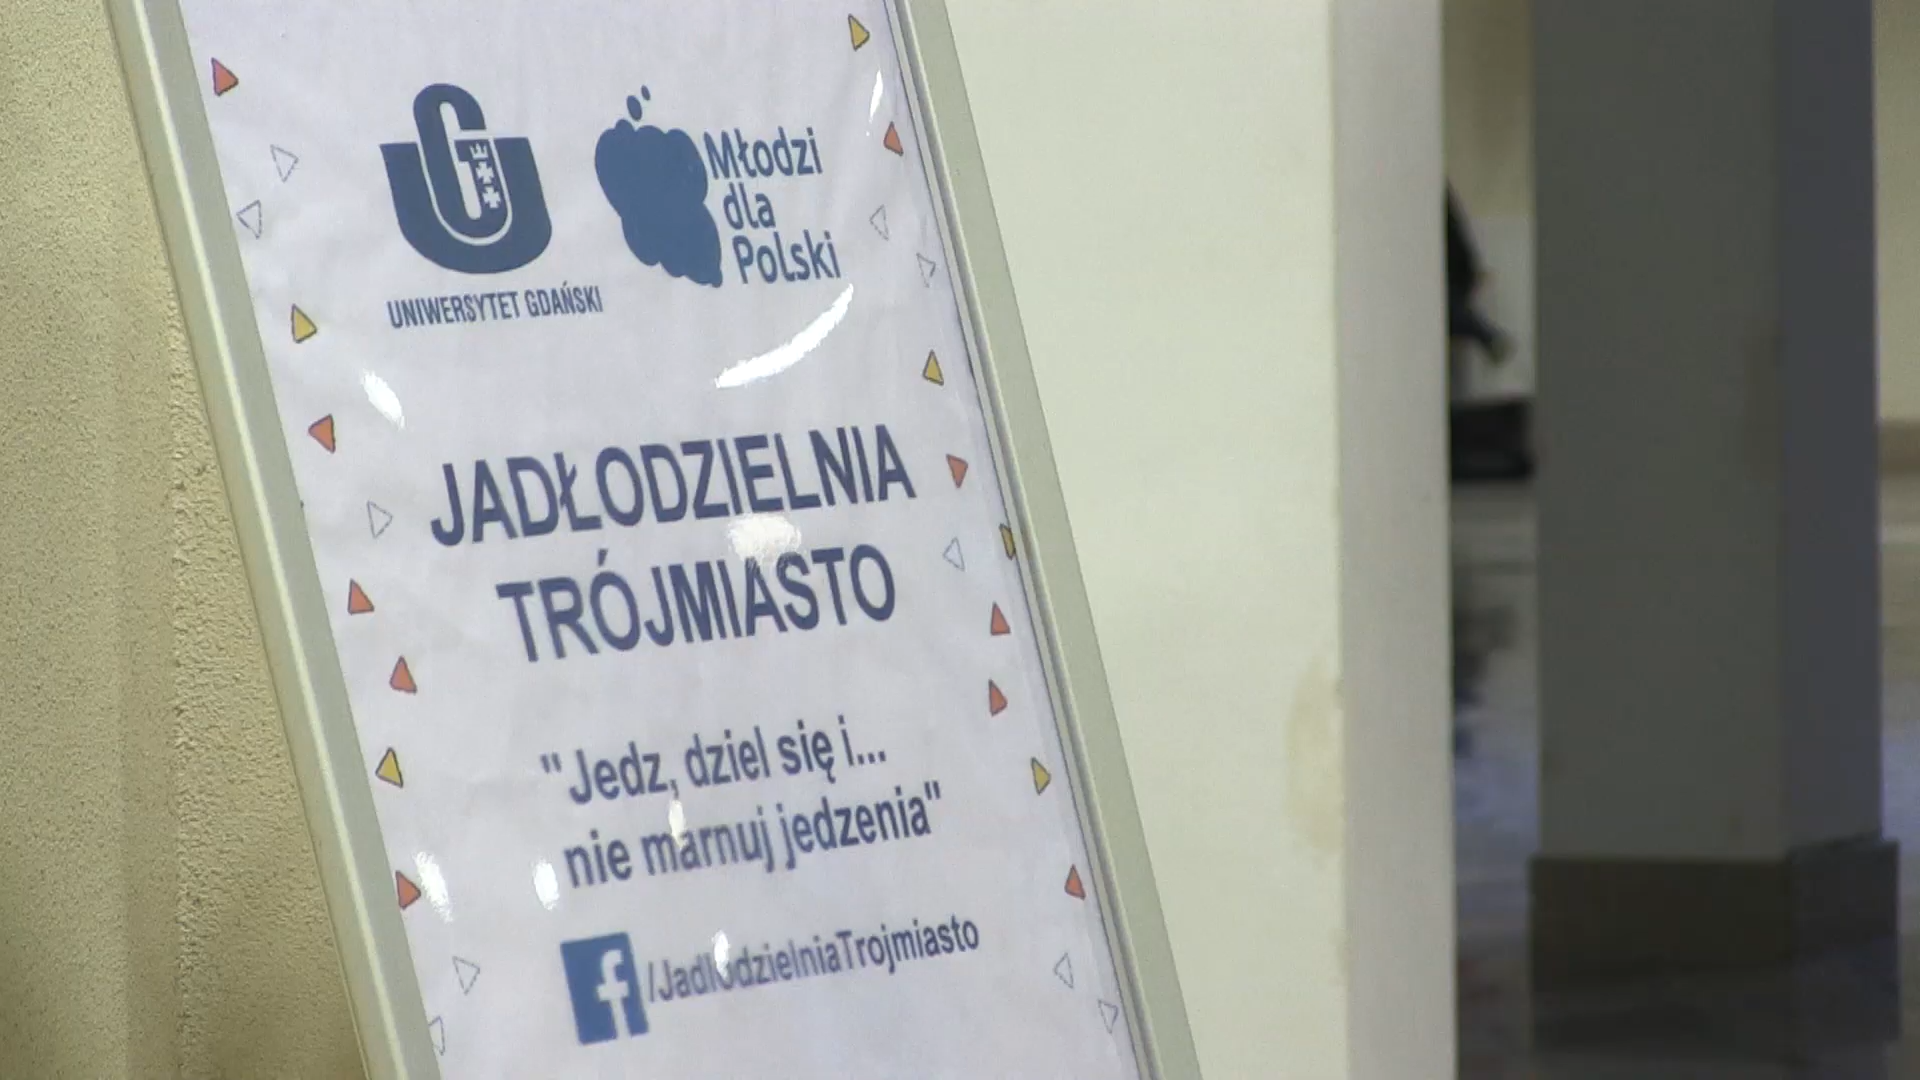 UNIWERSYTET GDAŃSKI
Młodzi
dla
Polski
JADŁODZIELNIA
TRÓJMIASTO
"Jedz, dziel się i...
nie marnuj jedzenia"
/JadlodzielniaTrojmiasto